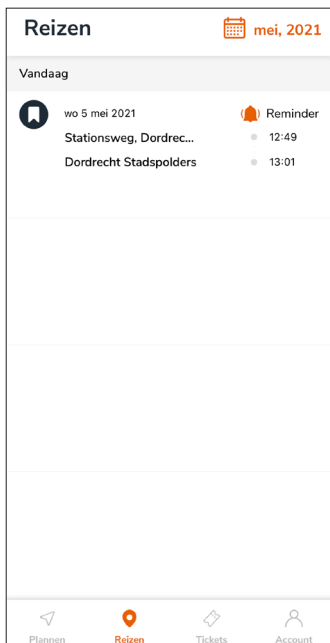 Reizen
mei, 2021
Vandaag
wo 5 mei 2021
Reminder
Stationsweg, Dordrec...
12:49
Dordrecht Stadspolders
13:01
Plannen
Reizen
Tickets
Account